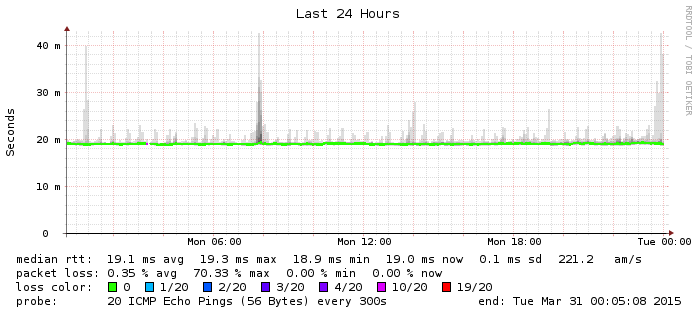 Last 24 Hours
RRDTOOL / TOBI OETIKER
Seconds
40 m
30 m
20 m
10 m
0
Mon 06:00 Mon 12:00 Mon 18:00 Tue 00:00
median rtt: 19.1 ms avg 19.3 ms max 18.9 ms min 19.0 ms now 0.1 ms sd 221.2 am/s
packet loss: 0.35 % avg 70.33 % max 0.00 % min 0.00 % now
loss color: 0 1/20 2/20 3/20 4/20 10/20 19/20
probe: 20 ICMP Echo Pings (56 Bytes) every 300s end: Tue Mar 31 00:05:08 2015